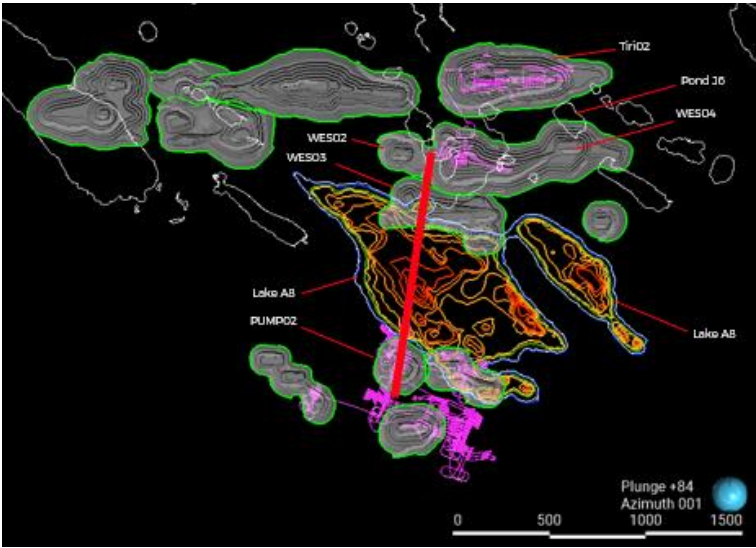 Tiri02
Pond J6
WES02
WES04
WES03
Lake A8
PUMP02
Lake A8
Plunge +84
Azimuth 001
0 500 1000 1500